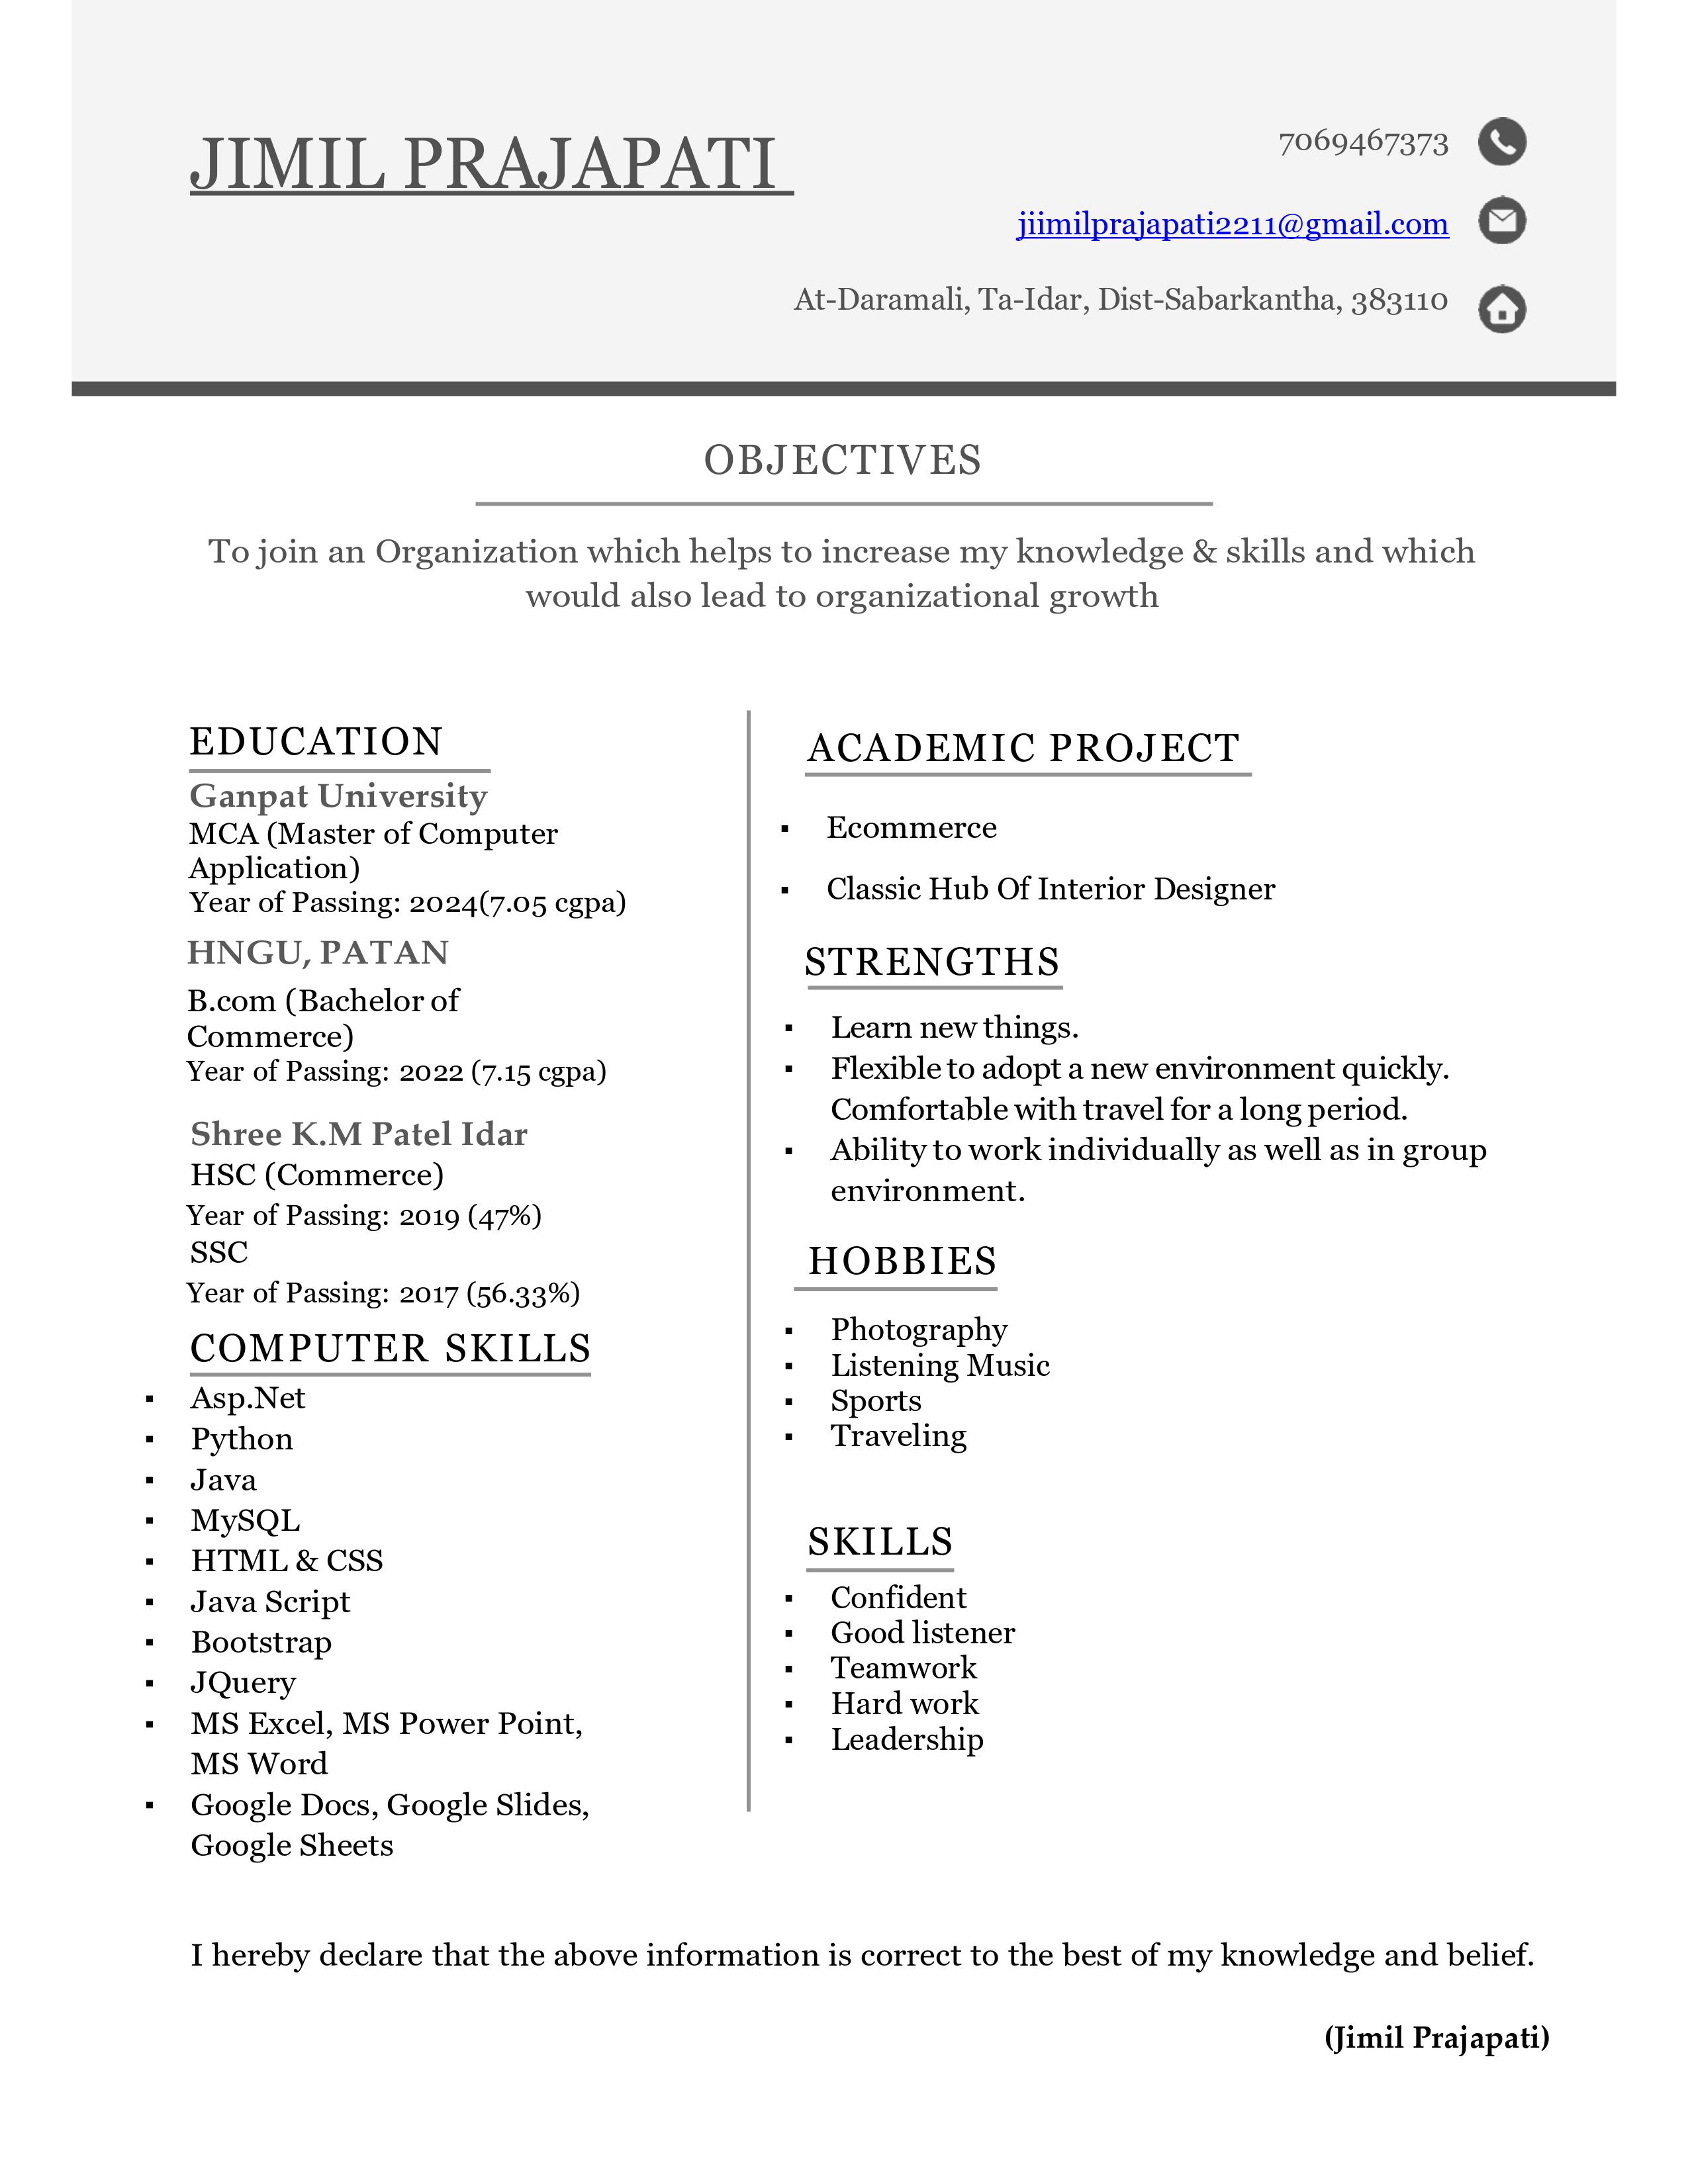 JIMIL PRAJAPATI
7069467373
jiimilprajapati2211@gmail.com
At-Daramali, Ta-Idar, Dist-Sabarkantha, 383110
OBJECTIVES
To join an Organization which helps to increase my knowledge & skills and which
would also lead to organizational growth
EDUCATION
Ganpat University
MCA (Master of Computer
Application)
Year of Passing: 2024(7.05 cgpa)
HNGU, PATAN
B.com (Bachelor of
Commerce)
Year of Passing: 2022 (7.15 cgpa)
Shree K.M Patel Idar
HSC (Commerce)
Year of Passing: 2019 (47%)
SSC
Year of Passing: 2017 (56.33%)
COMPUTER SKILLS
▪ Asp.Net
▪ Python
▪ Java
▪ MySQL
▪ HTML & CSS
▪ Java Script
▪ Bootstrap
▪ JQuery
▪ MS Excel, MS Power Point,
MS Word
▪ Google Docs, Google Slides,
Google Sheets
ACADEMIC PROJECT
▪ Ecommerce
▪ Classic Hub Of Interior Designer
STRENGTHS
▪ Learn new things.
▪ Flexible to adopt a new environment quickly.
Comfortable with travel for a long period.
▪ Ability to work individually as well as in group
environment.
HOBBIES
▪ Photography
▪ Listening Music
▪ Sports
▪ Traveling
SKILLS
▪ Confident
▪ Good listener
▪ Teamwork
▪ Hard work
▪ Leadership
I hereby declare that the above information is correct to the best of my knowledge and belief.
(Jimil Prajapati)